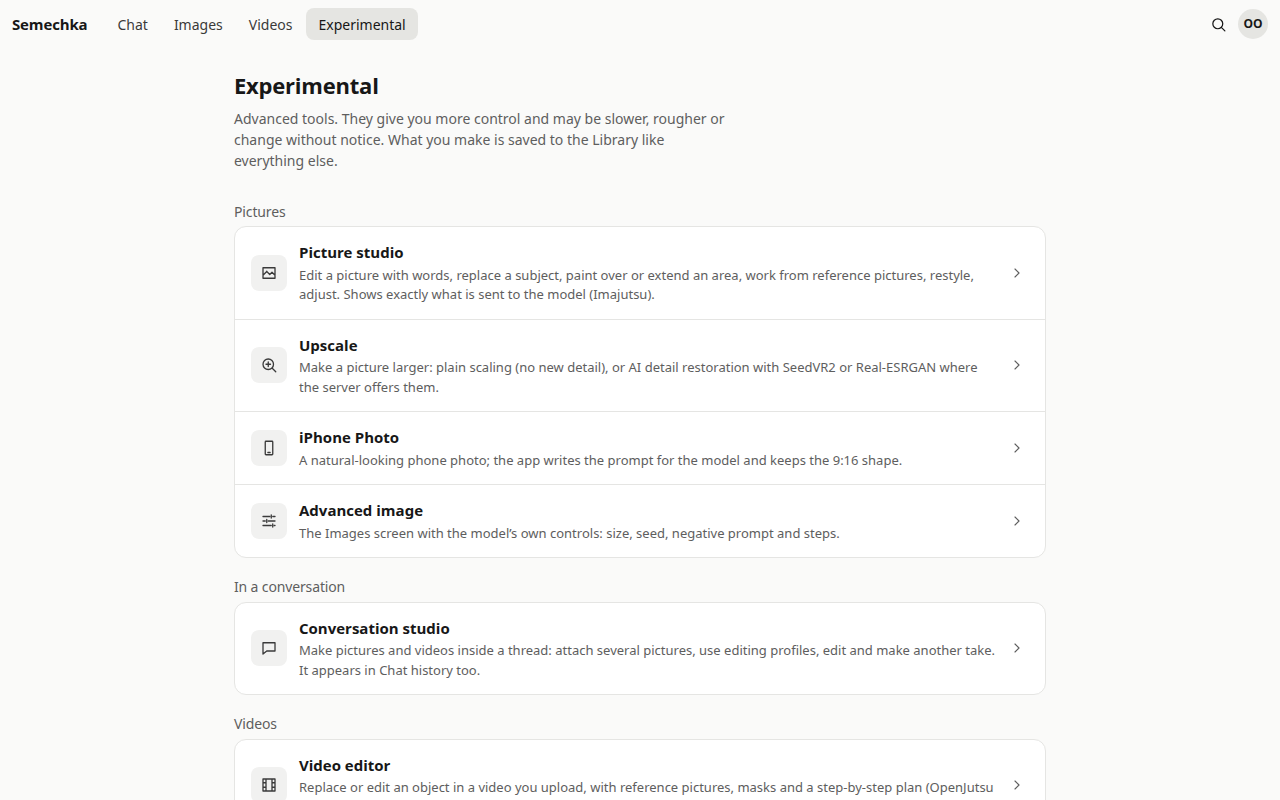 Semechka
Chat
Images
Videos
Experimental
OO
Experimental
Advanced tools. They give you more control and may be slower, rougher or
change without notice. What you make is saved to the Library like
everything else.
Pictures
Picture studio
Edit a picture with words, replace a subject, paint over or extend an area, work from reference pictures, restyle,
adjust. Shows exactly what is sent to the model (Imajutsu).
Upscale
Make a picture larger: plain scaling (no new detail), or AI detail restoration with SeedVR2 or Real-ESRGAN where
the server offers them.
iPhone Photo
A natural-looking phone photo; the app writes the prompt for the model and keeps the 9:16 shape.
Advanced image
The Images screen with the model’s own controls: size, seed, negative prompt and steps.
In a conversation
Conversation studio
Make pictures and videos inside a thread: attach several pictures, use editing profiles, edit and make another take.
It appears in Chat history too.
Videos
Video editor
Replace or edit an object in a video you upload, with reference pictures, masks and a step-by-step plan (OpenJutsu